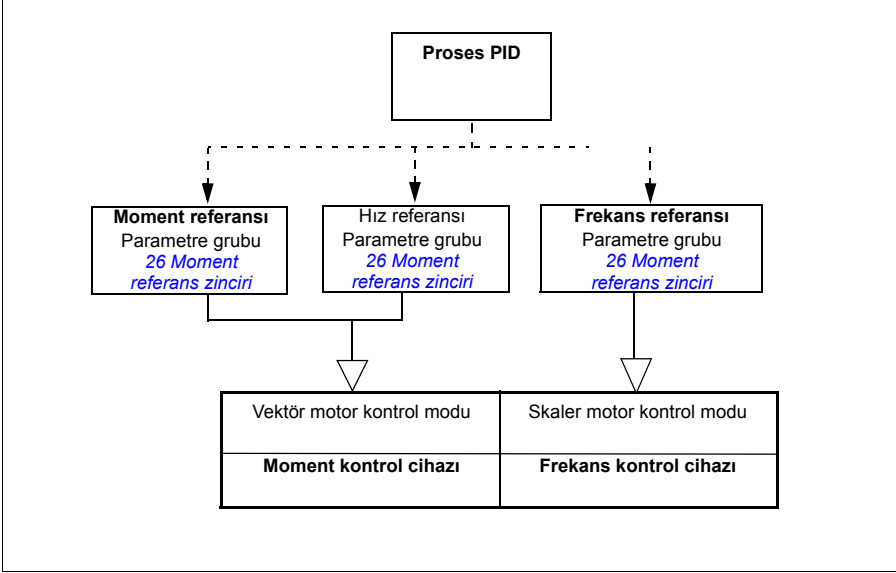 Proses PID
Moment referansı
Parametre grubu
26 Moment
referans zinciri
Hız referansı
Parametre grubu
26 Moment
referans zinciri
Frekans referansı
Parametre grubu
26 Moment
referans zinciri
Vektör motor kontrol modu
Skaler motor kontrol modu
Moment kontrol cihazı
Frekans kontrol cihazı